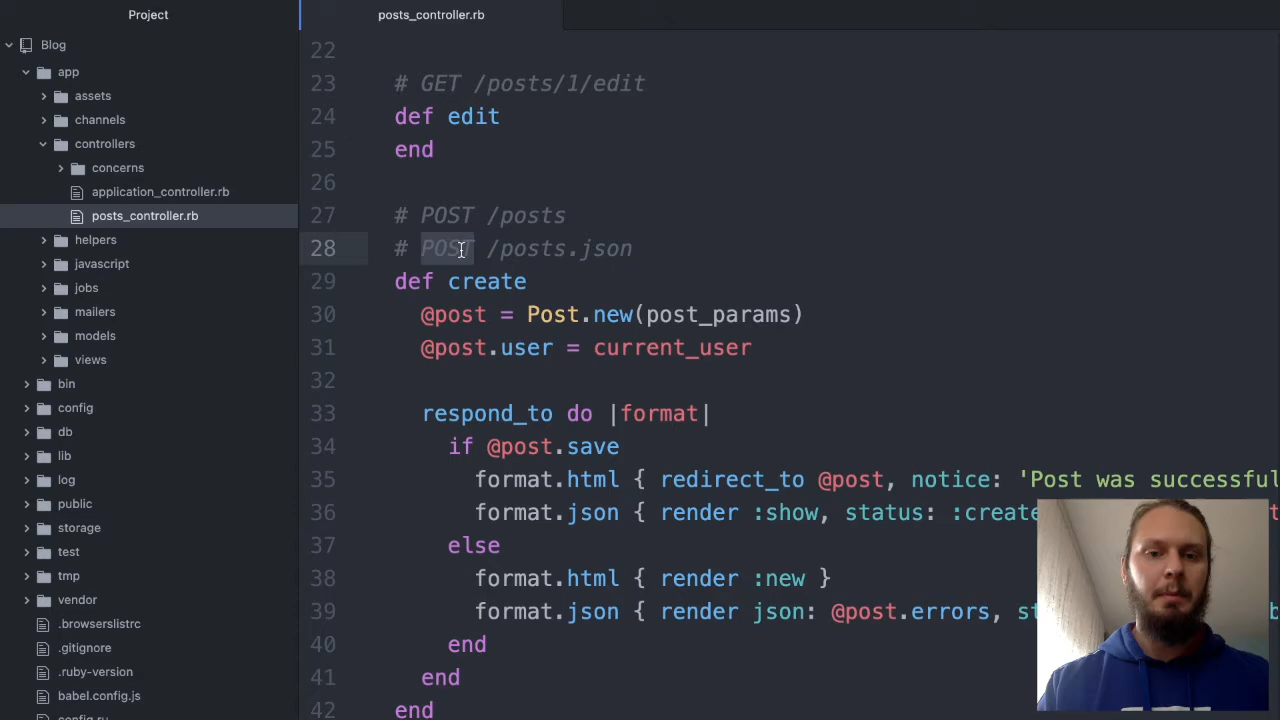 Project
Blog
app
assets
channels
controllers
concerns
application_controller.rb
posts_controller.rb
helpers
javascript
jobs
mailers
models
views
bin
config
db
lib
log
public
storage
test
tmp
vendor
.browserslistrc
.gitignore
.ruby-version
babel.config.js
config.ru
posts_controller.rb
22
23 # GET /posts/1/edit
24 def edit
25 end
26
27 # POST /posts
28 # POST /posts.json
29 def create
30 @post = Post.new(post_params)
31 @post.user = current_user
32
33 respond_to do |format|
34 if @post.save
35 format.html { redirect_to @post, notice: 'Post was successful
36 format.json { render :show, status: :create
37 else
38 format.html { render :new }
39 format.json { render json: @post.errors, st
40 end
41 end
42 end